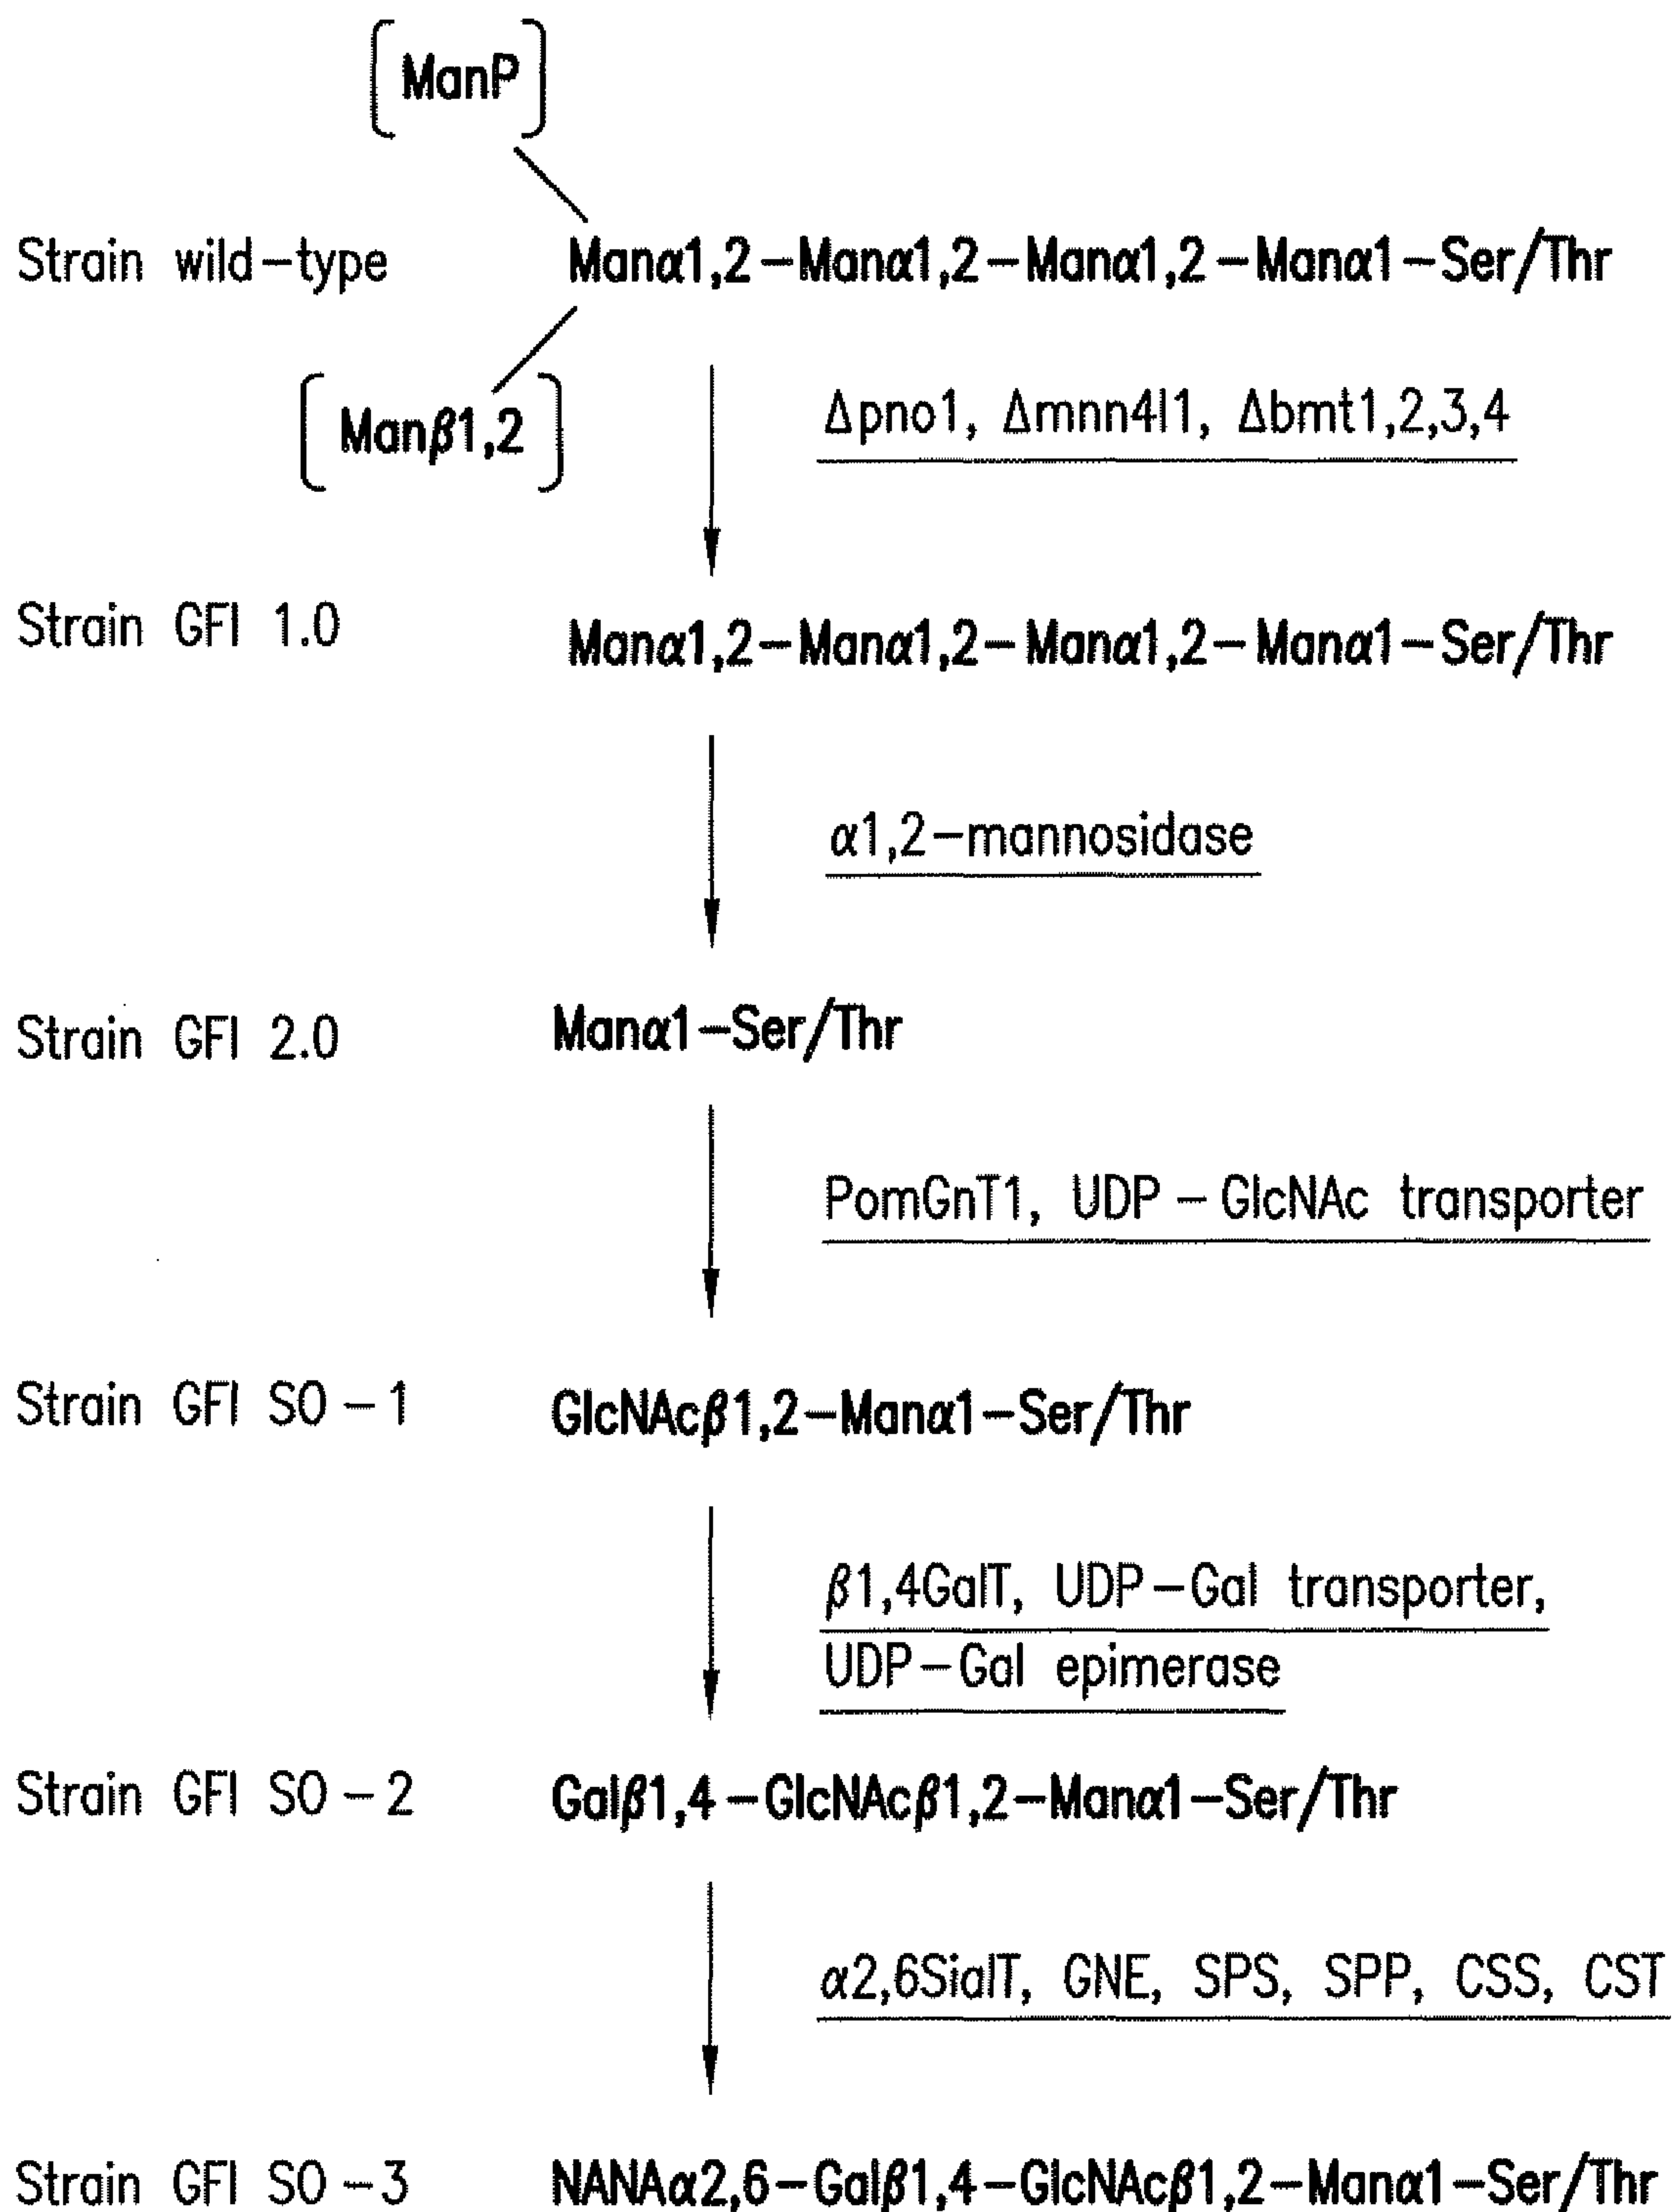 [ManP]
Strain wild-type
Manα1,2-Manα1,2-Manα1,2-Manα1-Ser/Thr
[Manβ1,2]
Δpno1, Δmnn4l1, Δbmt1,2,3,4
Strain GFI 1.0
Manα1,2-Manα1,2-Manα1,2-Manα1-Ser/Thr
α1,2-mannosidase
Strain GFI 2.0
Manα1-Ser/Thr
PomGnT1, UDP-GlcNAc transporter
Strain GFI SO-1
GlcNAcβ1,2-Manα1-Ser/Thr
β1,4GalT, UDP-Gal transporter,
UDP-Gal epimerase
Strain GFI SO-2
Galβ1,4-GlcNAcβ1,2-Manα1-Ser/Thr
α2,6SialT, GNE, SPS, SPP, CSS, CST
Strain GFI SO-3
NANAα2,6-Galβ1,4-GlcNAcβ1,2-Manα1-Ser/Thr